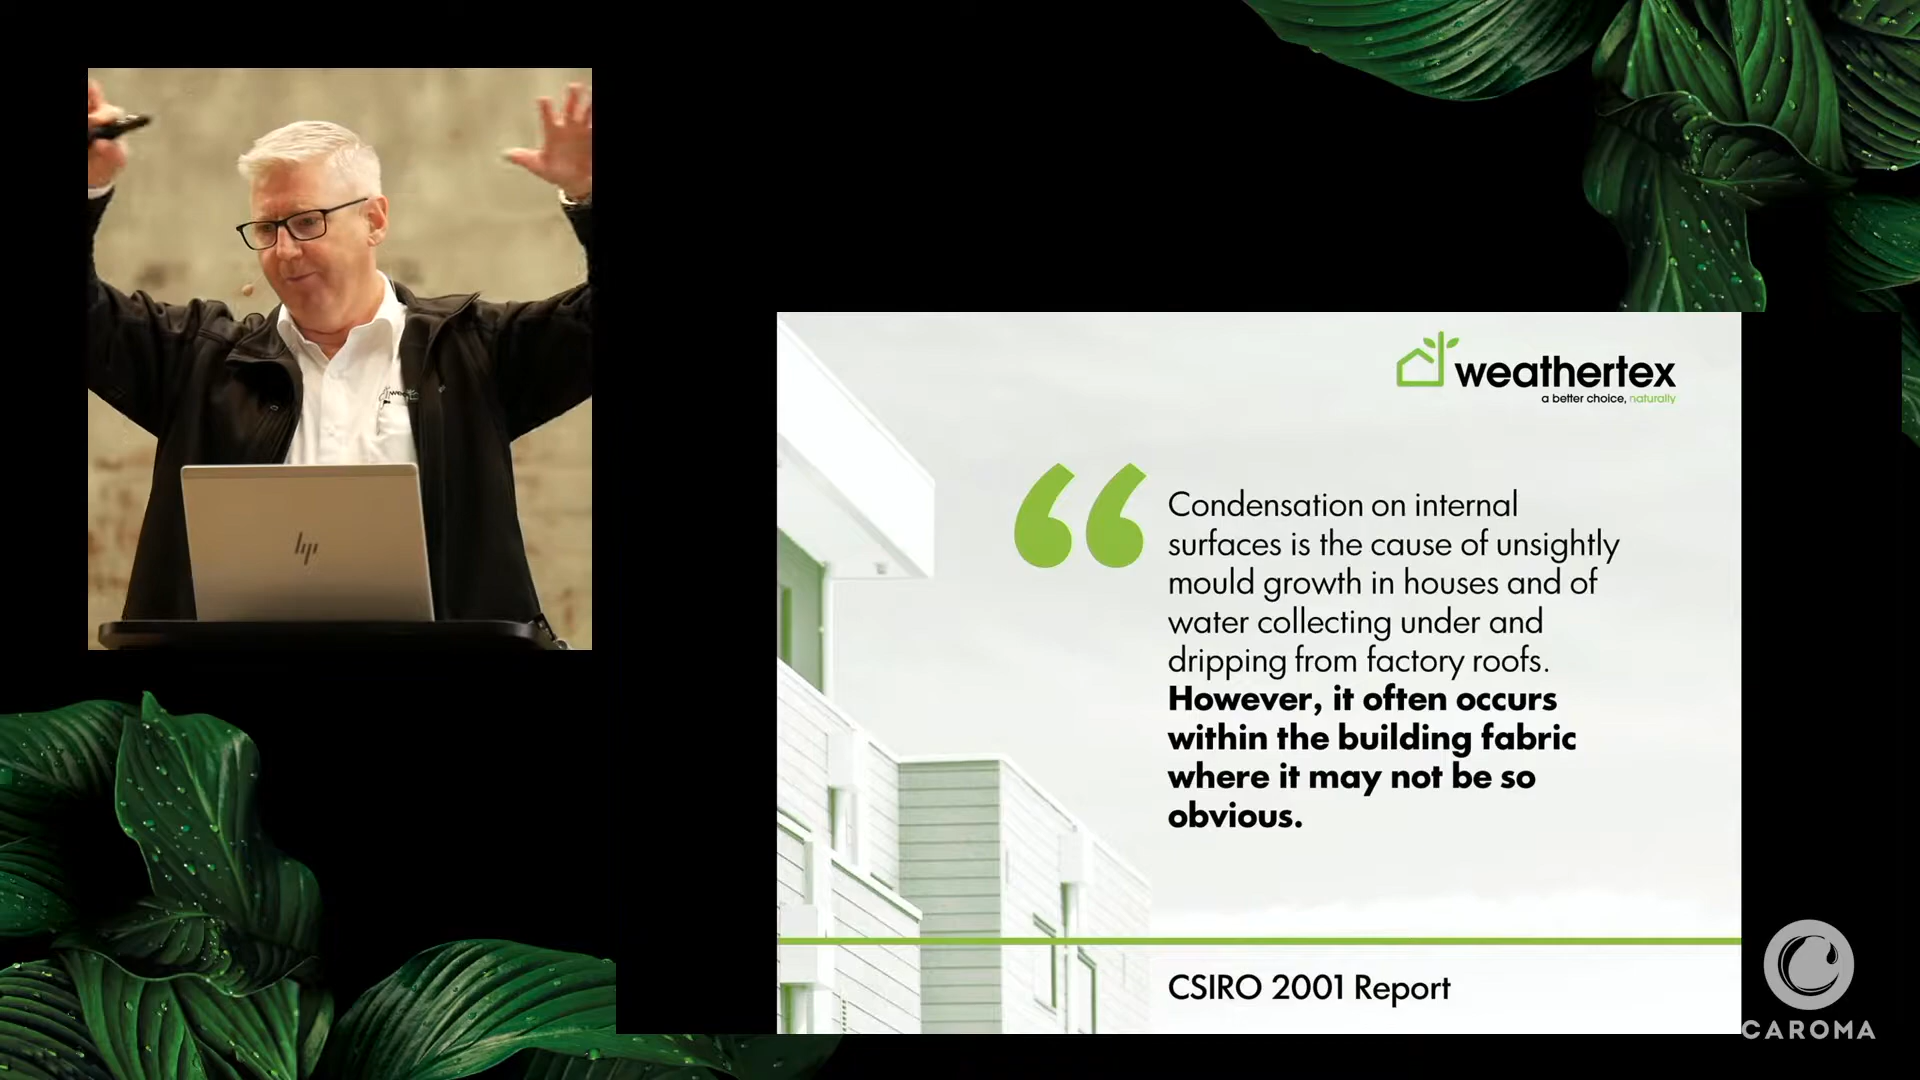 hp
weathertex
a better choice, naturally
Condensation on internal
surfaces is the cause of unsightly
mould growth in houses and of
water collecting under and
dripping from factory roofs.
However, it often occurs
within the building fabric
where it may not be so
obvious.
CSIRO 2001 Report
CAROMA